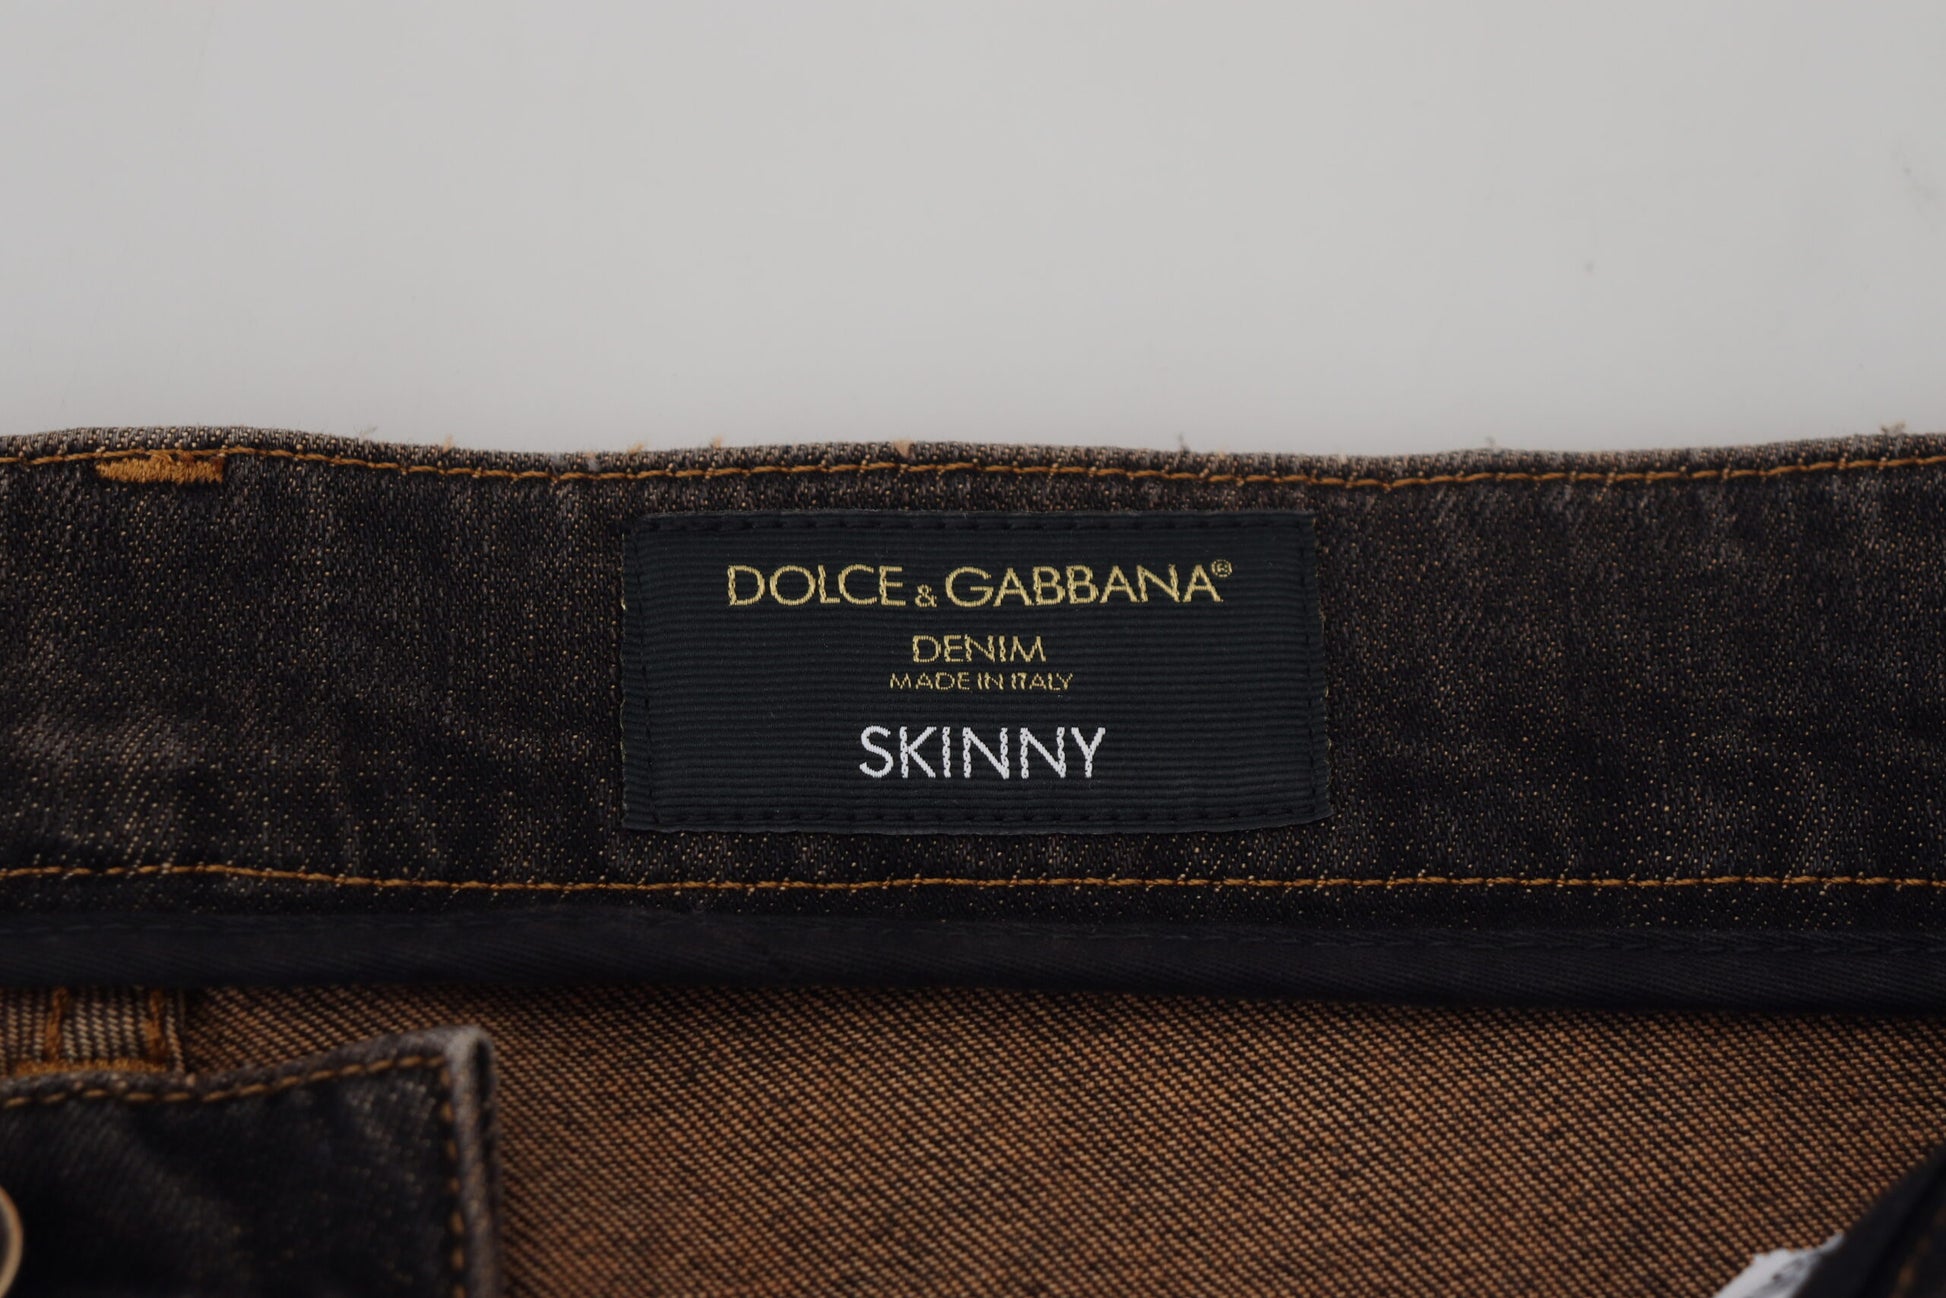 DOLCE & GABBANA®
DENIM
MADE IN ITALY
SKINNY